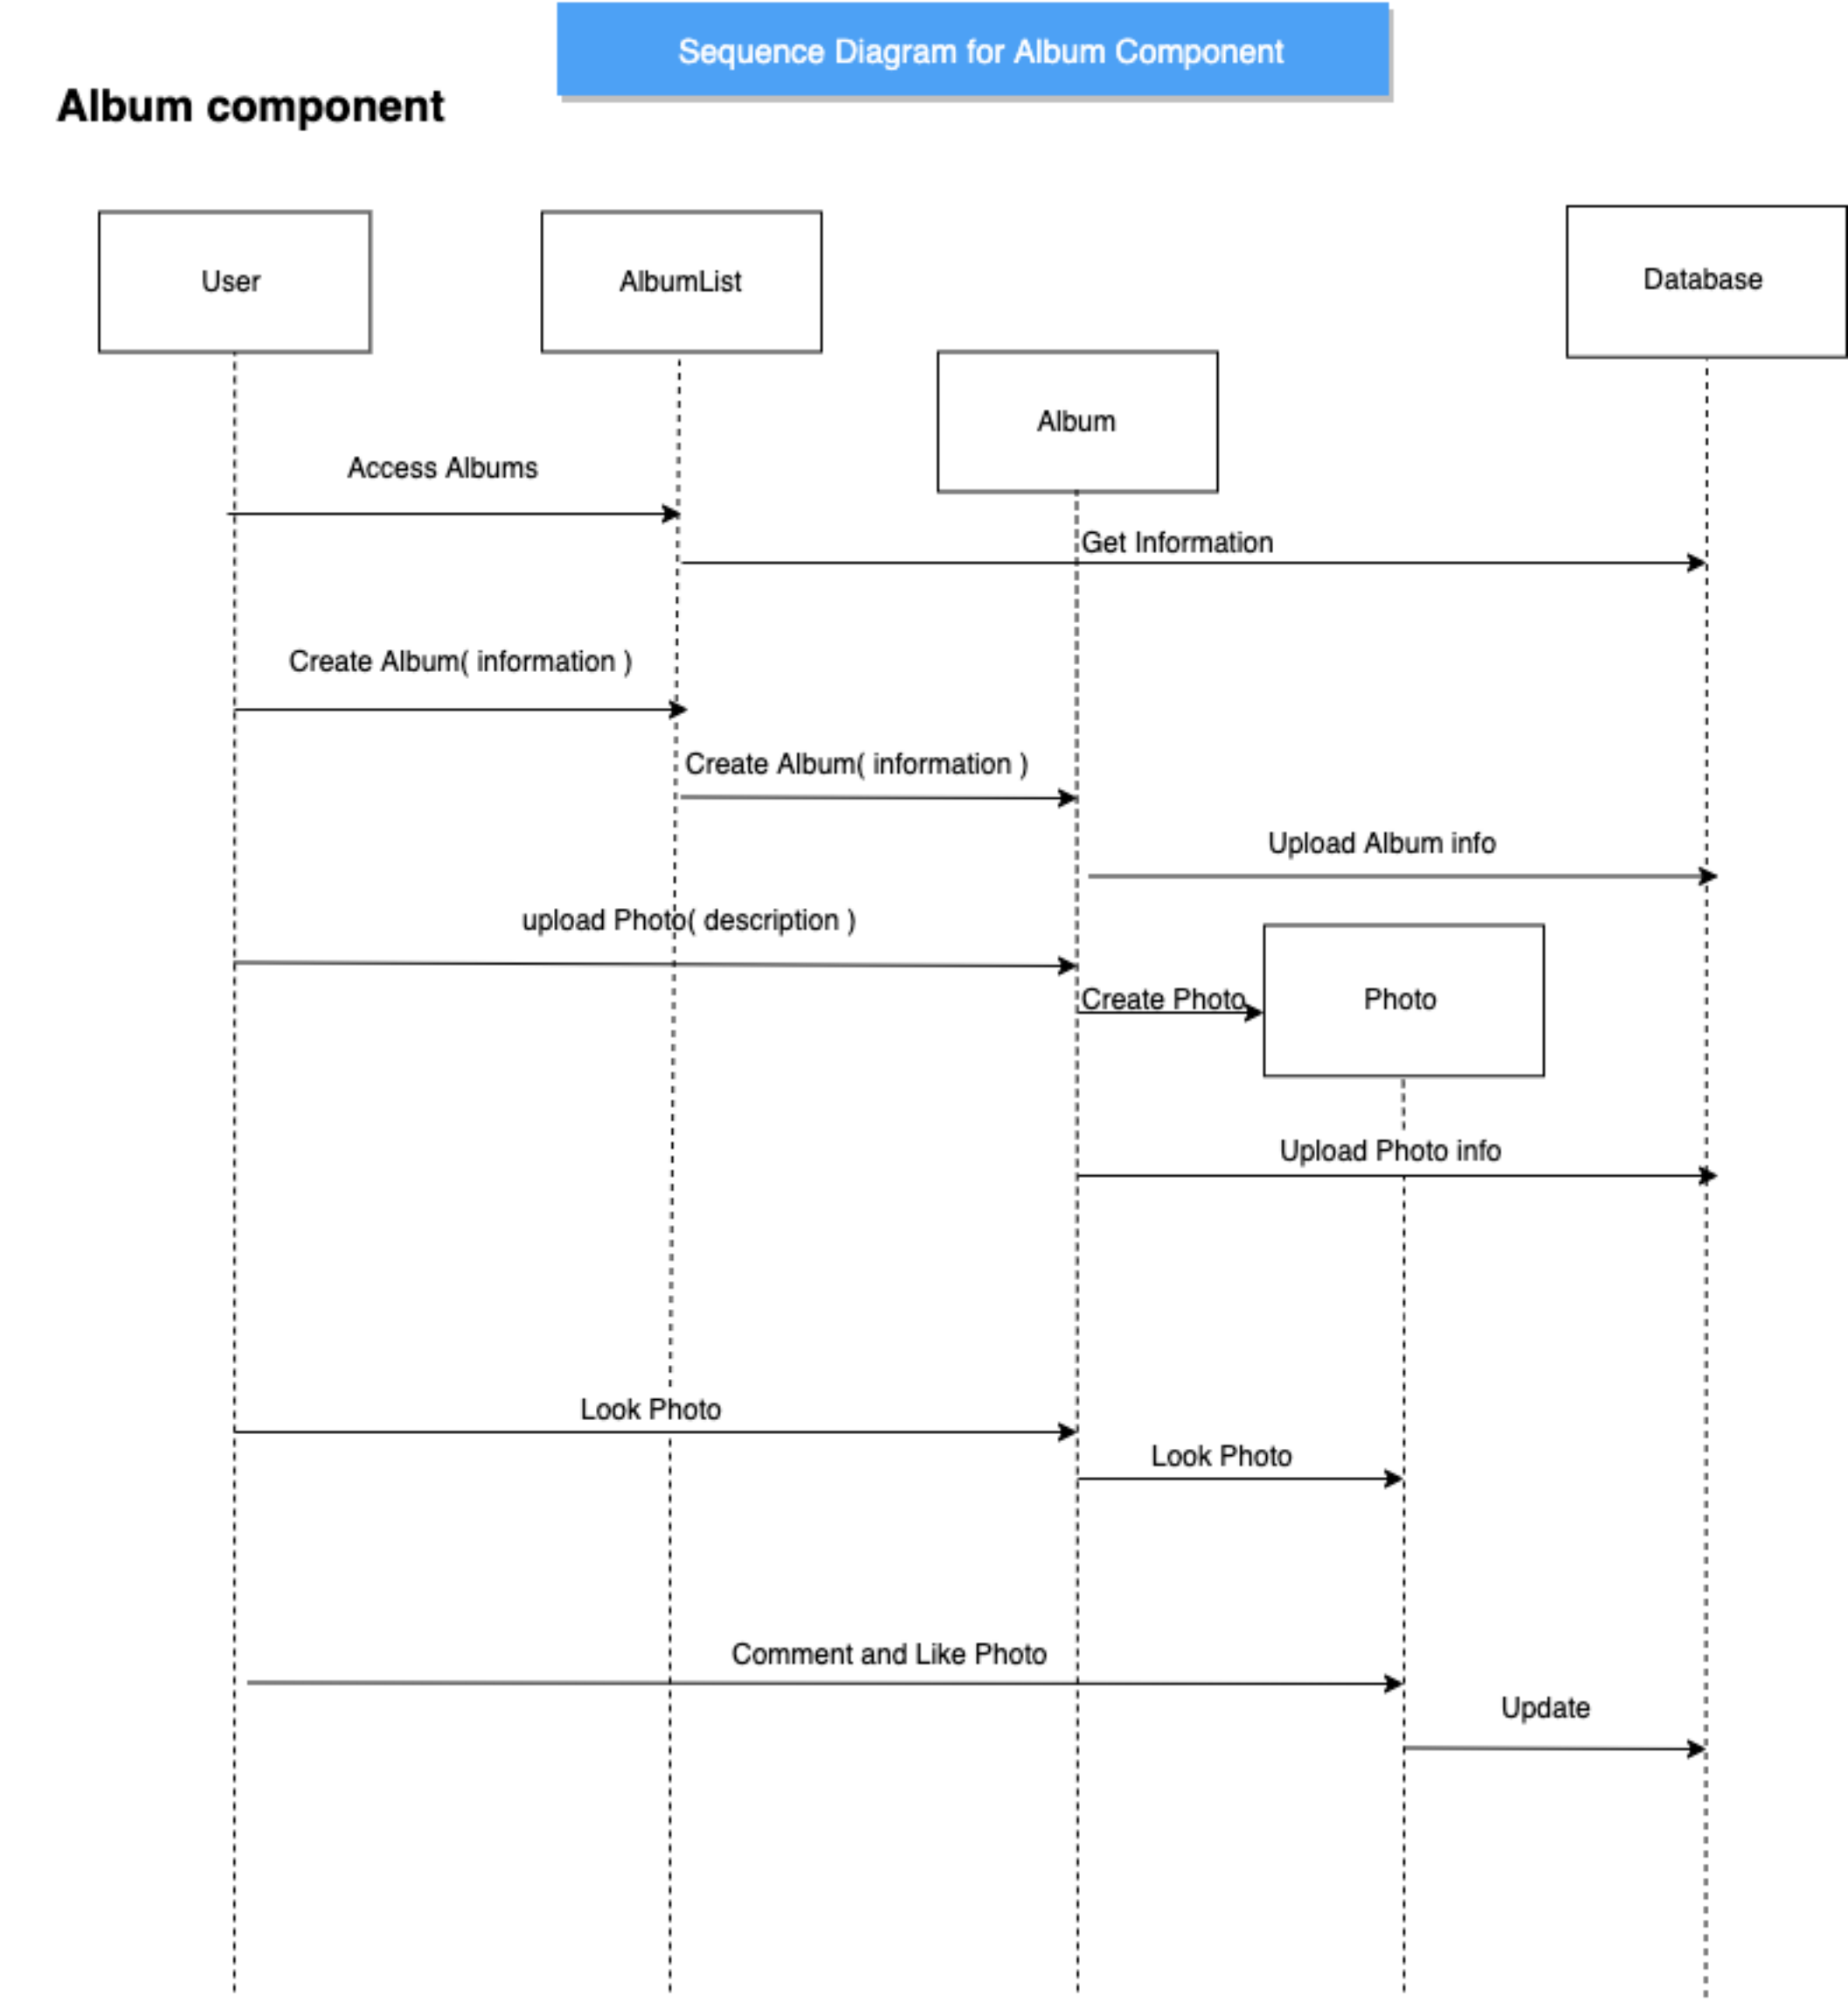 Sequence Diagram for Album Component
Album component
User
AlbumList
Database
Album
Access Albums
Get Information
Create Album( information )
Create Album( information )
Upload Album info
upload Photo( description )
Create Photo
Photo
Upload Photo info
Look Photo
Look Photo
Comment and Like Photo
Update